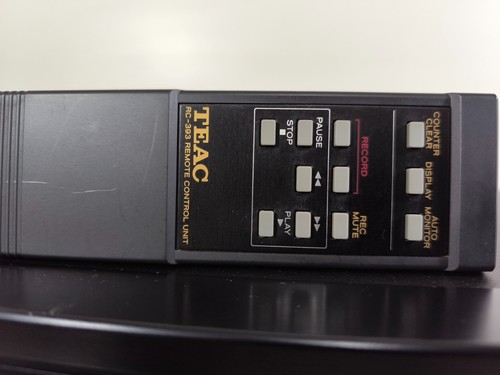 COUNTER CLEAR
DISPLAY
AUTO MONITOR
RECORD
REC MUTE
PAUSE
◀◀
▶▶
STOP ■
PLAY ▶
TEAC
RC-393 REMOTE CONTROL UNIT